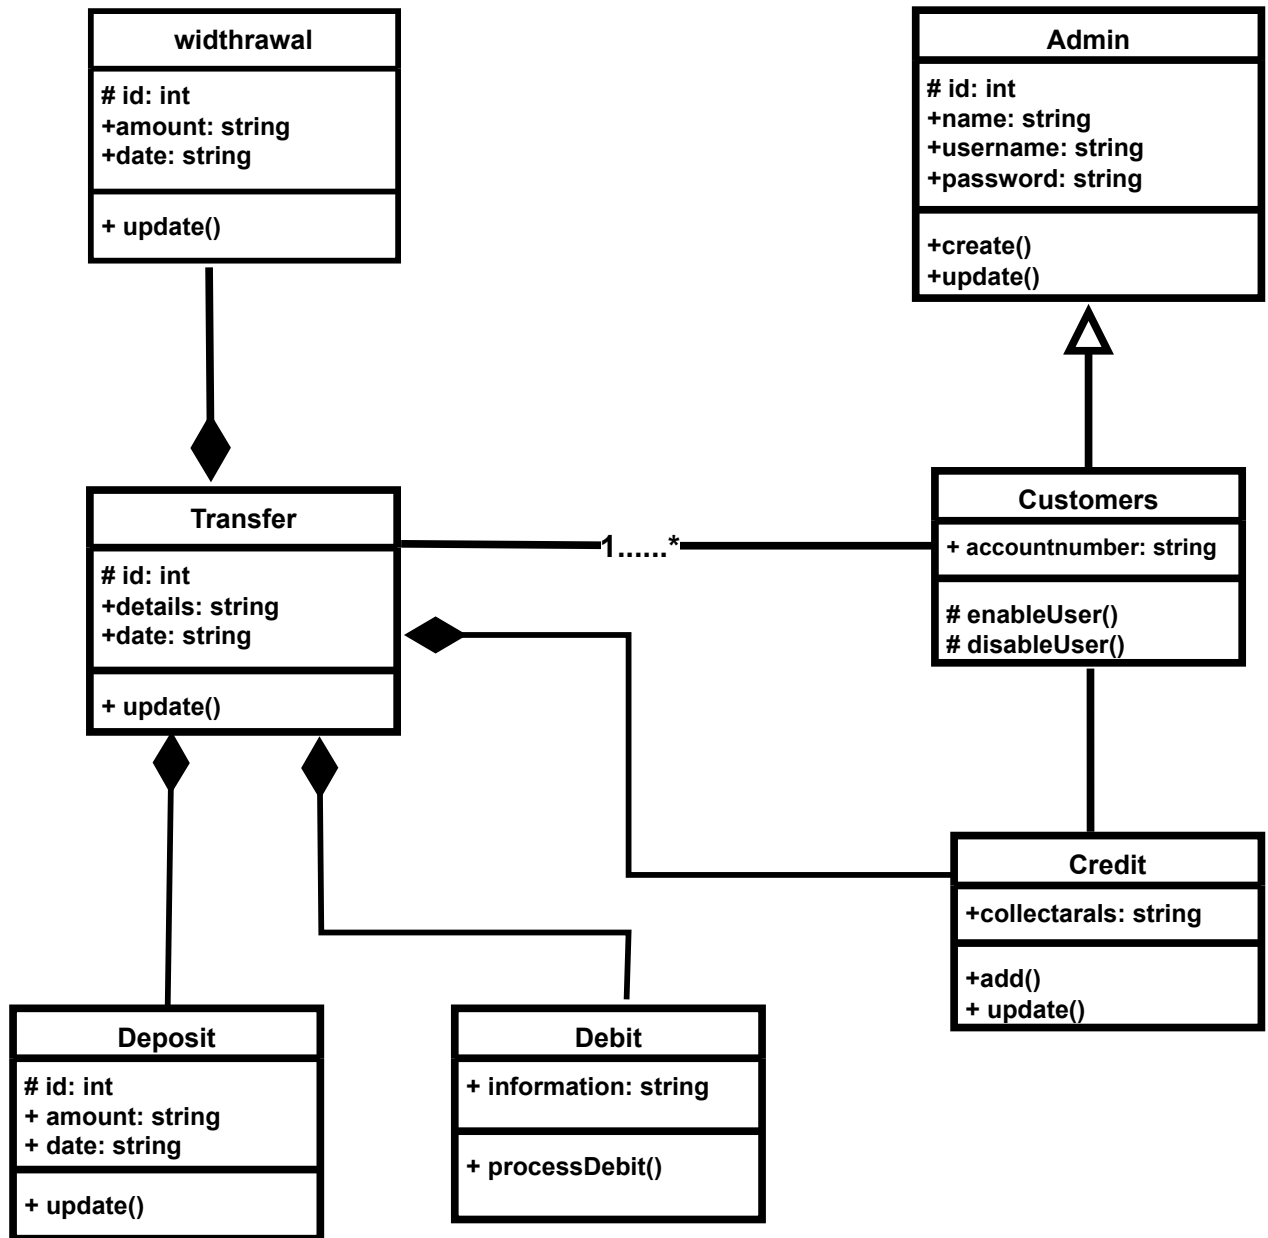 widthrawal
# id: int
+amount: string
+date: string
+ update()
Admin
# id: int
+name: string
+username: string
+password: string
+create()
+update()
Transfer
# id: int
+details: string
+date: string
+ update()
1......*
Customers
+ accountnumber: string
# enableUser()
# disableUser()
Credit
+collectarals: string
+add()
+ update()
Deposit
# id: int
+ amount: string
+ date: string
+ update()
Debit
+ information: string
+ processDebit()